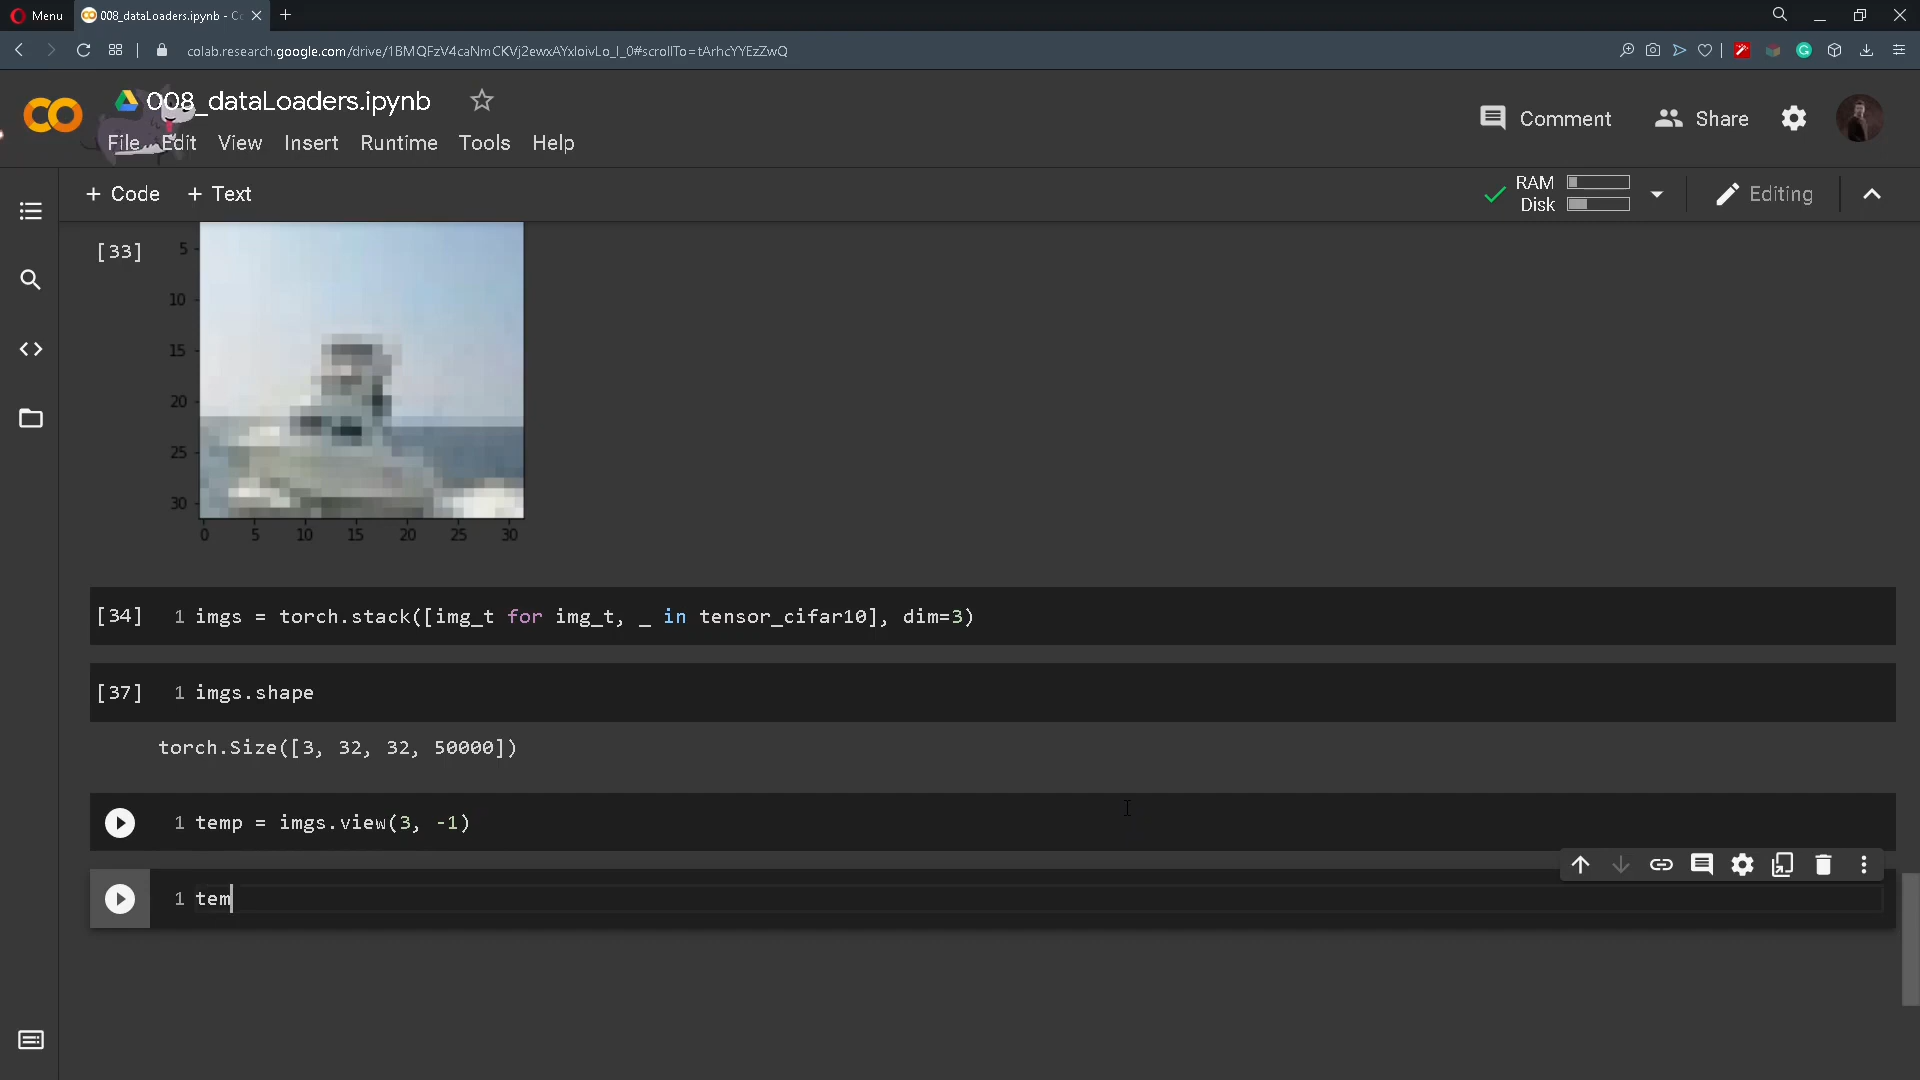 Menu
008_dataLoaders.ipynb - Co
colab.research.google.com/drive/1BMQFzV4caNmCKVj2ewxAYxIoivLo_I_0#scrollTo=tArhcYYEzZwQ
008_dataLoaders.ipynb
File Edit View Insert Runtime Tools Help
Comment
Share
+ Code + Text
RAM
Disk
Editing
[33]
5
10
15
20
25
30
0 5 10 15 20 25 30
[34] 1 imgs = torch.stack([img_t for img_t, _ in tensor_cifar10], dim=3)
[37] 1 imgs.shape
torch.Size([3, 32, 32, 50000])
1 temp = imgs.view(3, -1)
1 tem